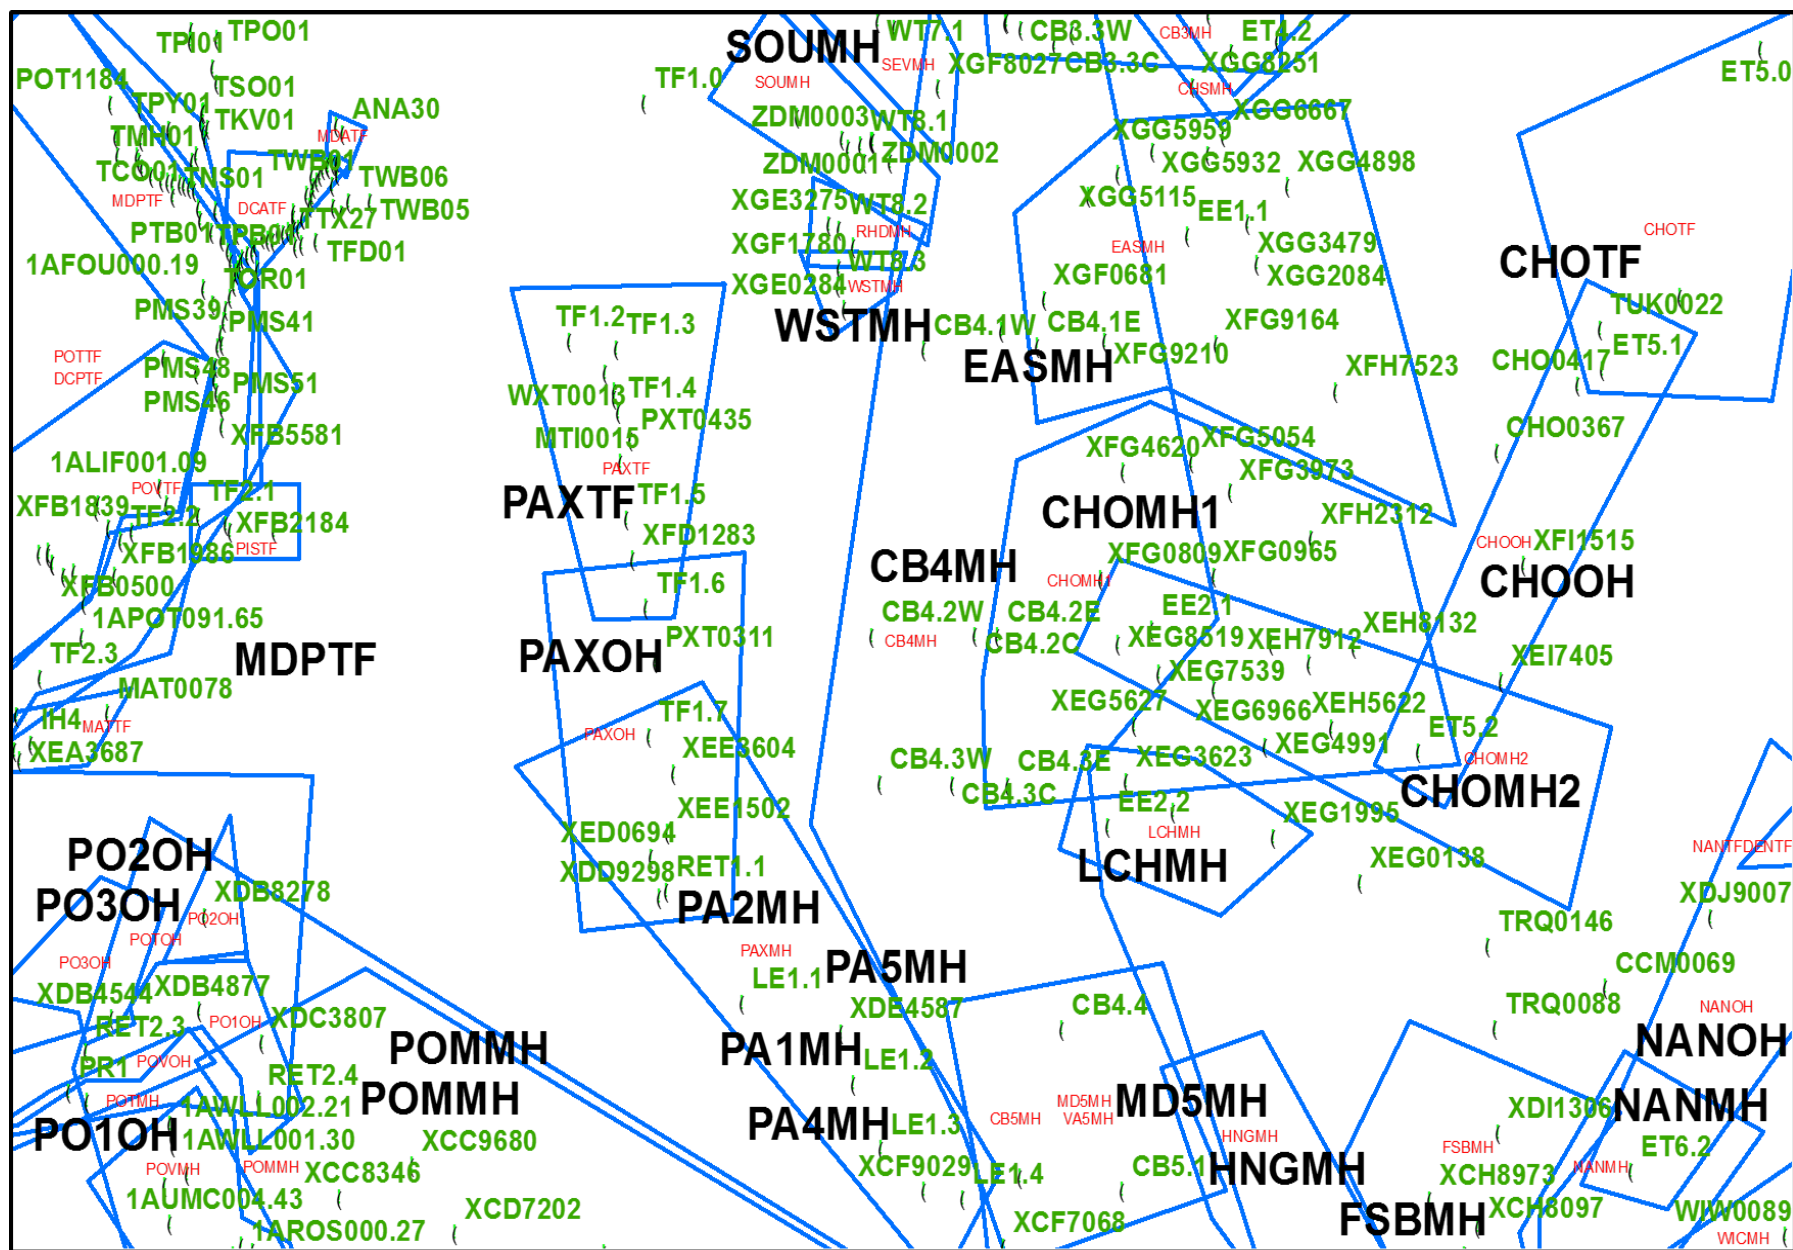 TPI01 TPO01
SOUMH
WT7.1
CB3.3W
CB3MH
ET4.2
POT1184
TF1.0
SOUMH
SEVMH
XGF8027
CB3.3C
XGG8251
ET5.0
TSO01
TPY01
TKV01
ANA30
CHSMH
XGG6667
TMH01
MDATF
ZDM0003
WT8.1
XGG5959
TCO01
TNS01
TWB01
TWB06
ZDM0001
ZDM0002
XGG5932
XGG4898
MDPTF
DCATF
TTX27
TWB05
XGE3275
WT8.2
XGG5115
EE1.1
PTB01
TPB01
TFD01
XGF1780
RHDMH
EASMH
XGG3479
CHOTF
CHOTF
1AFOU000.19
TOR01
WT8.3
XGE0284
WSTMH
XGF0681
XGG2084
PMS39
PMS41
TF1.2
TF1.3
WSTMH
CB4.1W
CB4.1E
XFG9164
TUK0022
POTTF
DCPTF
PMS48
PMS51
EASMH
XFG9210
XFH7523
CHO0417
ET5.1
PMS46
WXT0013
TF1.4
PXT0435
XFB5581
MTI0015
XFG4620
XFG5054
CHO0367
1ALIF001.09
POVTF
PAXTF
XFG3973
XFB1839
TF2.1
TF2.2
XFB2184
PAXTF
TF1.5
CHOMH1
XFH2312
XFB1986
PISTF
XFD1283
XFG0809
XFG0965
CHOOH
XFI1515
XFB0500
TF1.6
CB4MH
CHOMH1
CHOOH
1APOT091.65
CB4.2W
CB4.2E
EE2.1
TF2.3
MDPTF
PAXOH
PXT0311
CB4MH
CB4.2C
XEG8519
XEH7912
XEH8132
MAT0078
XEG7539
XEI7405
IH4
MATTF
PAXOH
TF1.7
XEG5627
XEG6966
XEH5622
XEA3687
XEE3604
CB4.3W
CB4.3E
XEG3623
XEG4991
ET5.2
CB4.3C
EE2.2
CHOMH2
CHOMH2
XEE1502
XEG1995
PO2OH
XED0694
LCHMH
LCHMH
XEG0138
NANTFDENTF
PO3OH
XDB8278
XDD9298
RET1.1
XDJ9007
PO2OH
PA2MH
TRQ0146
POTOH
PO3OH
PAXMH
PA5MH
CCM0069
XDB4544
XDB4877
LE1.1
XDE4587
CB4.4
TRQ0088
NANOH
RET2.3
PO1OH
XDC3807
POMMH
PA1MH
NANOH
PR1
POVOH
RET2.4
LE1.2
POTMH
1AWLL002.21
POMMH
PA4MH
LE1.3
CB5MH
MD5MH
VA5MH
MD5MH
XDI1306
NANMH
PO1OH
1AWLL001.30
XCC9680
HNGMH
FSBMH
ET6.2
POVMH
POMMH
XCC8346
XCF9029
LE1.4
CB5.1
HNGMH
XCH8973
NANMH
1AUMC004.43
XCD7202
XCF7068
FSBMH
XCH8097
WIW0089
1AROS000.27
WICMH